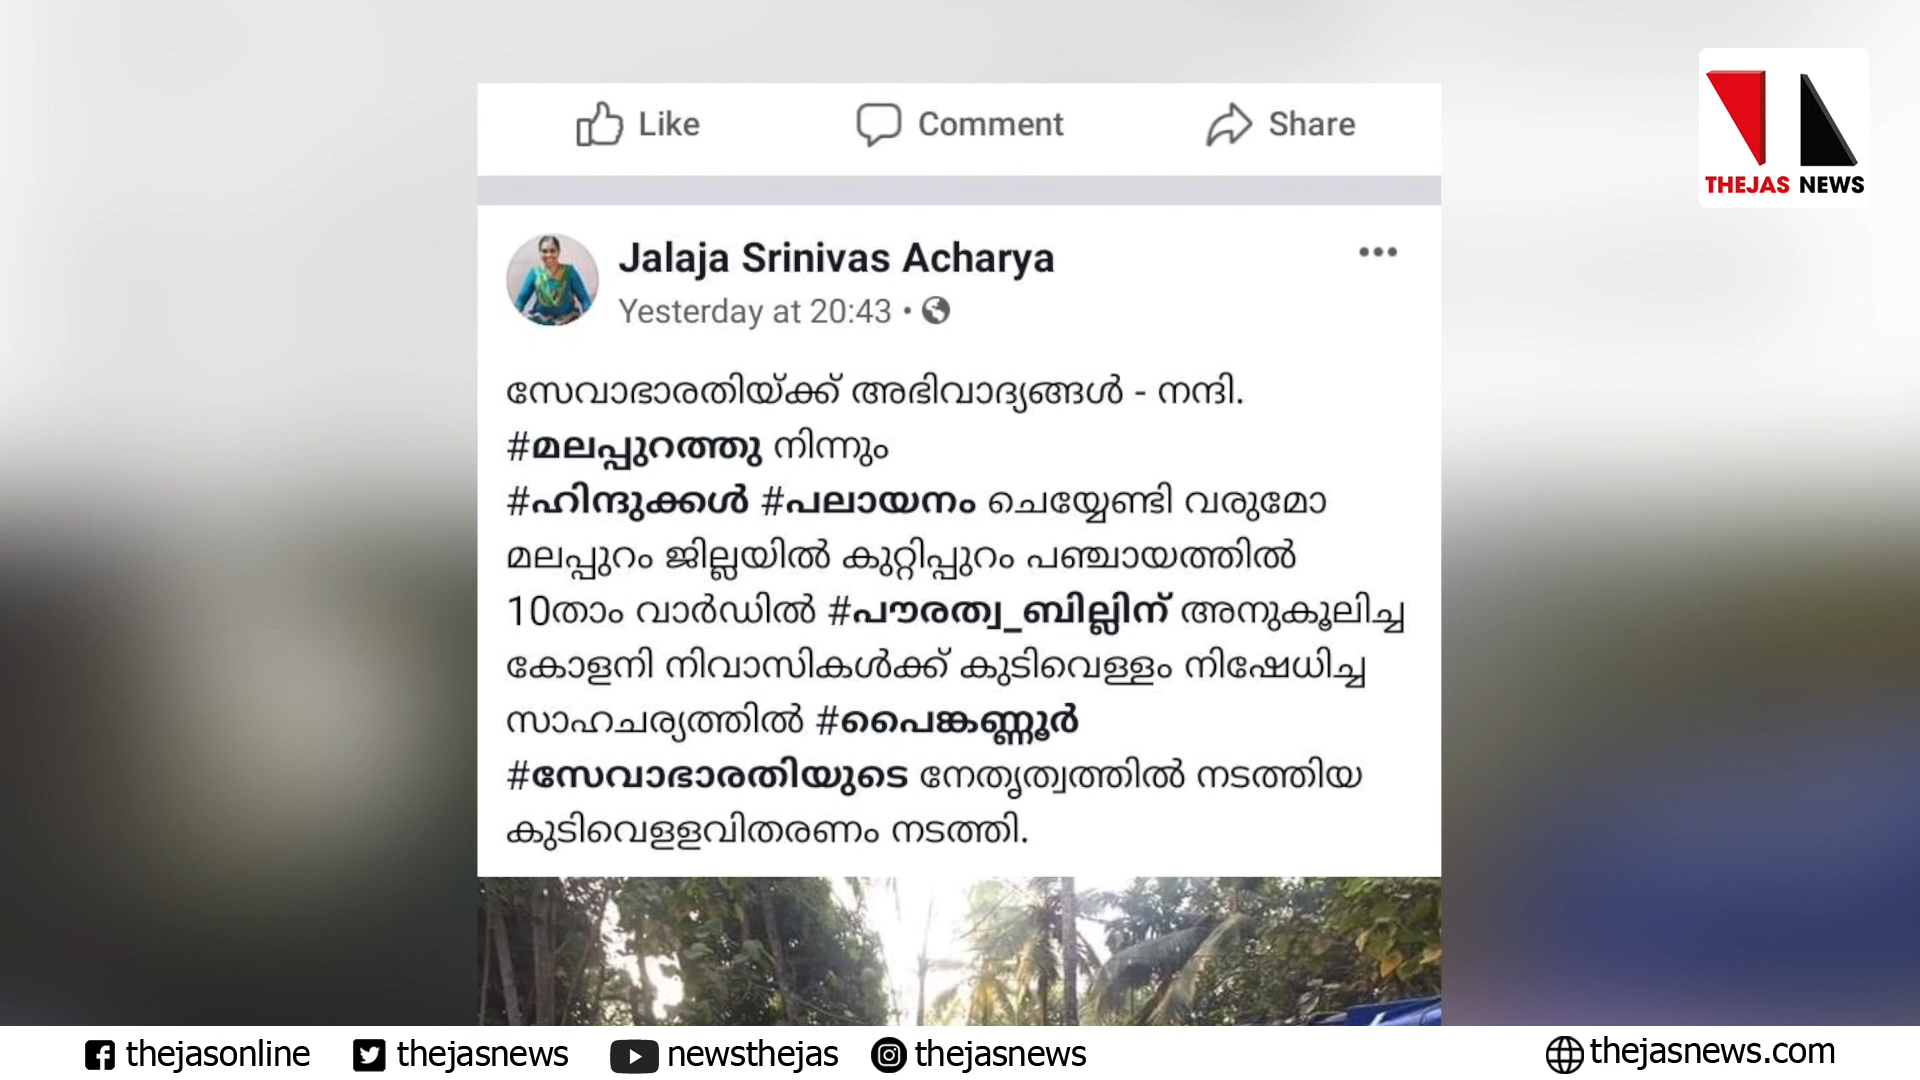 Like Comment Share
THEJAS NEWS
Jalaja Srinivas Acharya
Yesterday at 20:43 •
സേവാഭാരതിയ്ക്ക് അഭിവാദ്യങ്ങൾ - നന്ദി.
#മലപ്പുറത്തു നിന്നും
#ഹിന്ദുക്കൾ #പലായനം ചെയ്യേണ്ടി വരുമോ
മലപ്പുറം ജില്ലയിൽ കുറ്റിപ്പുറം പഞ്ചായത്തിൽ
10താം വാർഡിൽ #പൗരത്വ_ബില്ലിന് അനുകൂലിച്ച
കോളനി നിവാസികൾക്ക് കുടിവെള്ളം നിഷേധിച്ച
സാഹചര്യത്തിൽ #പൈങ്കണ്ണൂർ
#സേവാഭാരതിയുടെ നേതൃത്വത്തിൽ നടത്തിയ
കുടിവെളളവിതരണം നടത്തി.
thejasonline thejasnews newsthejas thejasnews thejasnews.com